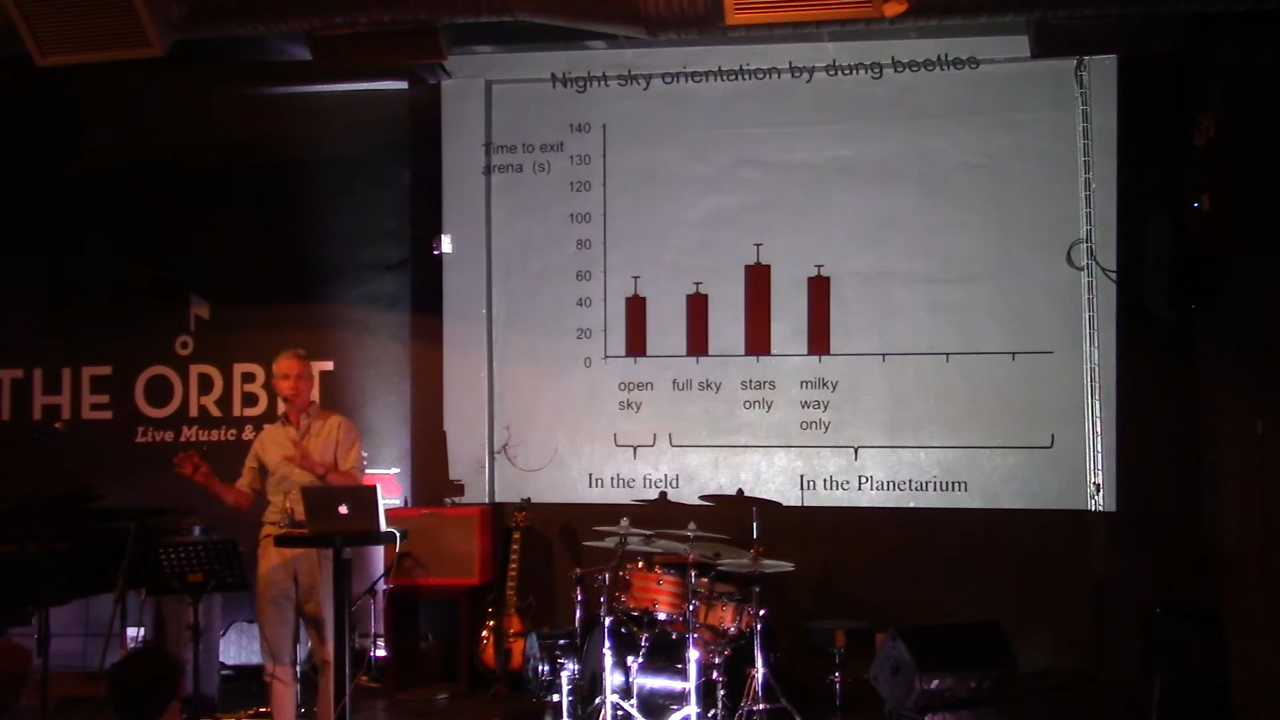 Night sky orientation by dung beetles
Time to exit
arena (s)
140
130
120
100
80
60
40
20
0
open
sky
full sky
stars
only
milky
way
only
In the field
In the Planetarium
THE ORBIT
Live Music &